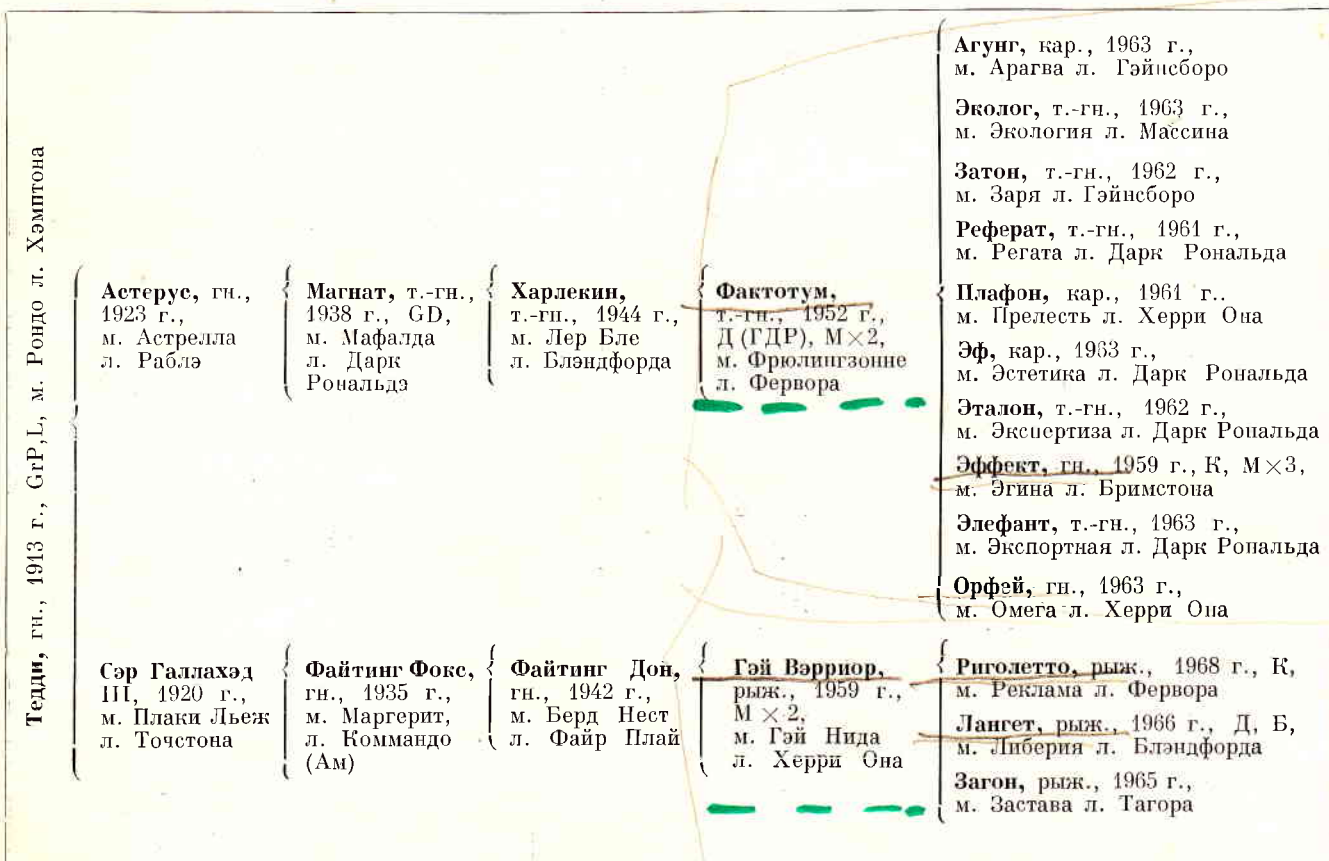 Тедди, гн., 1913 г., GrP,L, м. Рондо л. Хэмптона
Астерус, гн.,
1923 г.,
м. Астрелла
л. Раблэ
Магнат, т.-гн.,
1938 г., GD,
м. Мафалда
л. Дарк
Рональдэ
Харлекин,
т.-гн., 1944 г.,
м. Лер Бле
л. Блэндфорда
Фактотум,
т.-гн., 1952 г.,
Д (ГДР), М×2,
м. Фрюлингзонне
л. Фервора
Агунг, кар., 1963 г.,
м. Арагва л. Гэйнсборо
Эколог, т.-гн., 1963 г.,
м. Экология л. Массина
Затон, т.-гн., 1962 г.,
м. Заря л. Гэйнсборо
Реферат, т.-гн., 1961 г.,
м. Регата л. Дарк Рональда
Плафон, кар., 1961 г..
м. Прелесть л. Херри Она
Эф, кар., 1963 г.,
м. Эстетика л. Дарк Рональда
Эталон, т.-гн., 1962 г.,
м. Экспертиза л. Дарк Рональда
Эффект, гн., 1959 г., К, М×3,
м. Эгина л. Бримстона
Элефант, т.-гн., 1963 г.,
м. Экспортная л. Дарк Рональда
Орфей, гн., 1963 г.,
м. Омега л. Херри Она
Сэр Галлахэд
III, 1920 г.,
м. Плаки Льеж
л. Точстона
Файтинг Фокс,
гн., 1935 г.,
м. Маргерит,
л. Коммандо
(Ам)
Файтинг Дон,
гн., 1942 г.,
м. Берд Нест
л. Файр Плай
Гэй Вэрриор,
рыж., 1959 г.,
М × 2,
м. Гэй Нида
л. Херри Она
Риголетто, рыж., 1968 г., К,
м. Реклама л. Фервора
Лангет, рыж., 1966 г., Д, Б,
м. Либерия л. Блэндфорда
Загон, рыж., 1965 г.,
м. Застава л. Тагора